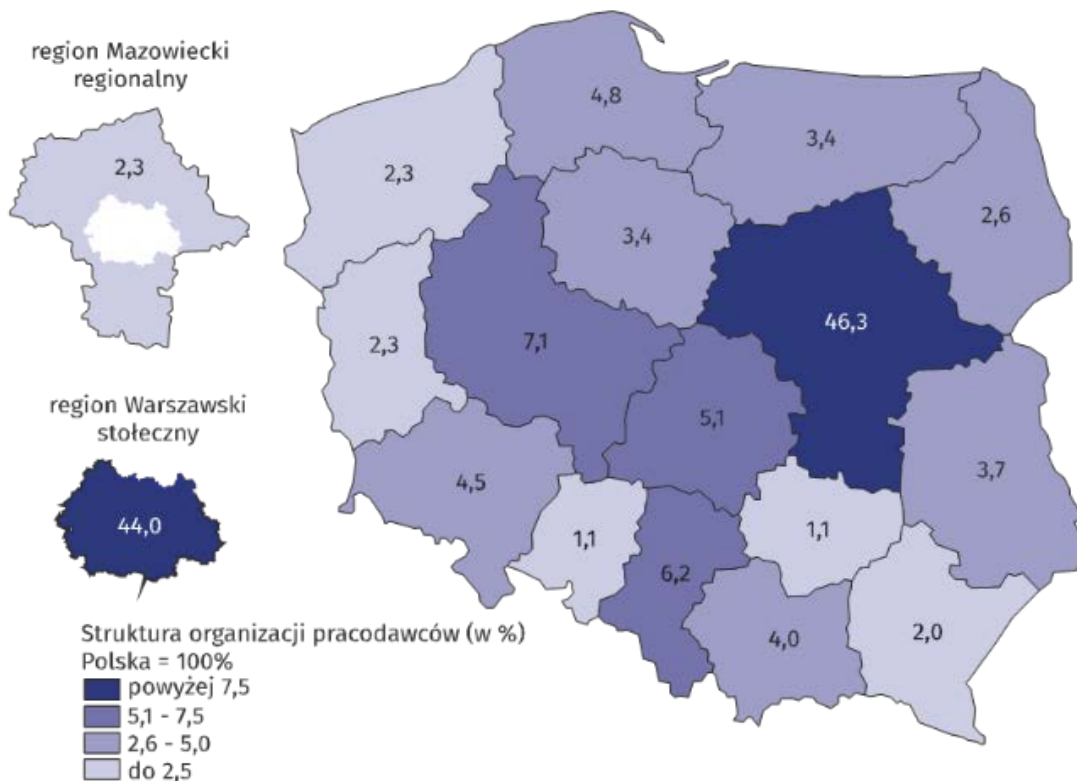 region Mazowiecki
regionalny
2,3
region Warszawski
stołeczny
44,0
4,8
3,4
2,3
3,4
2,6
46,3
2,3
7,1
5,1
4,5
3,7
1,1
1,1
6,2
4,0
2,0
Struktura organizacji pracodawców (w %)
Polska = 100%
powyżej 7,5
5,1 - 7,5
2,6 - 5,0
do 2,5